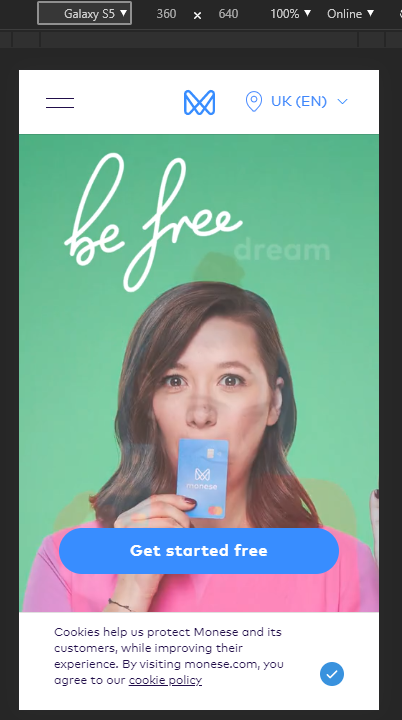 Galaxy S5 360 × 640 100% Online
UK (EN)
be free
dream
monese
Get started free
Cookies help us protect Monese and its
customers, while improving their
experience. By visiting monese.com, you
agree to our cookie policy